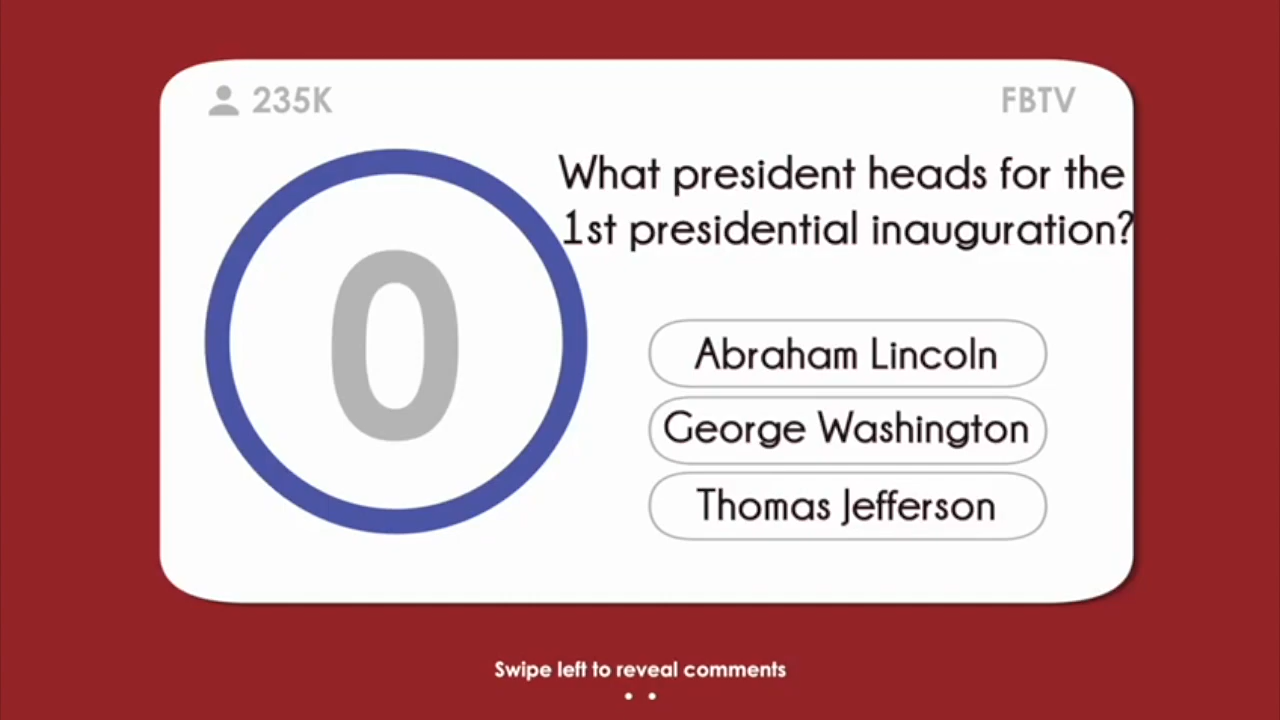 235K
FBTV
0
What president heads for the
1st presidential inauguration?
Abraham Lincoln
George Washington
Thomas Jefferson
Swipe left to reveal comments